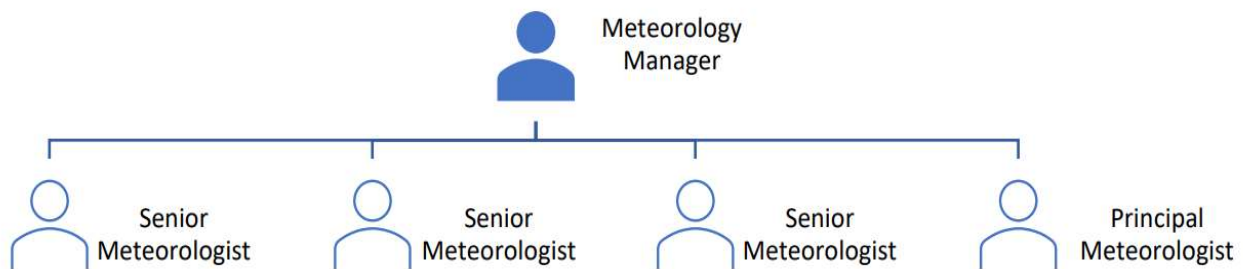 Meteorology
Manager
Senior
Meteorologist
Senior
Meteorologist
Senior
Meteorologist
Principal
Meteorologist